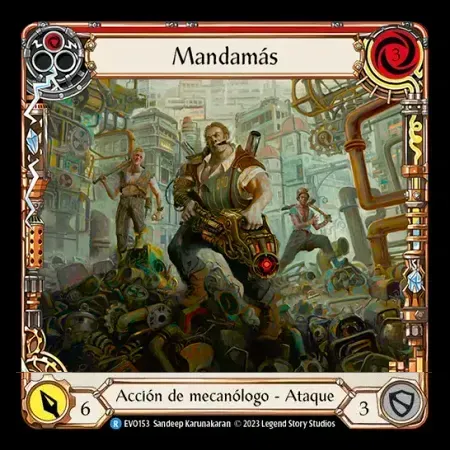 Mandamás
3
Acción de mecanólogo - Ataque
6
3
R EVO153 Sandeep Karunakaran © 2023 Legend Story Studios